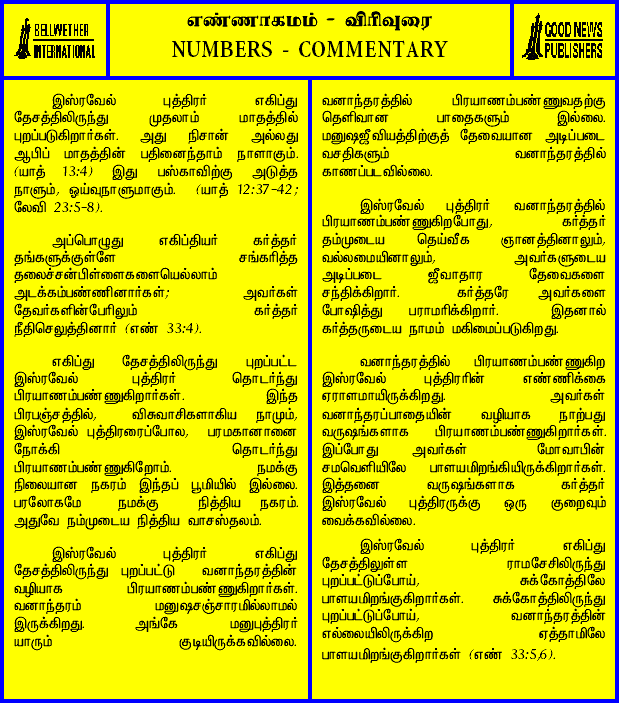 BELLWETHER
INTERNATIONAL
எண்ணாகமம் - விரிவுரை
NUMBERS - COMMENTARY
GOOD NEWS
PUBLISHERS
இஸ்ரவேல் புத்திரர் எகிப்து
தேசத்திலிருந்து முதலாம் மாதத்தில்
புறப்படுகிறார்கள். அது நிசான் அல்லது
ஆபிப் மாதத்தின் பதினைந்தாம் நாளாகும்.
(யாத் 13:4) இது பஸ்காவிற்கு அடுத்த
நாளும், ஓய்வுநாளுமாகும். (யாத் 12:37-42;
லேவி 23:5-8).
அப்பொழுது எகிப்தியர் கர்த்தர்
தங்களுக்குள்ளே சங்கரித்த
தலைச்சன்பிள்ளைகளையெல்லாம்
அடக்கம்பண்ணினார்கள்; அவர்கள்
தேவர்களின்பேரிலும் கர்த்தர்
நீதிசெலுத்தினார் (எண் 33:4).
எகிப்து தேசத்திலிருந்து புறப்பட்ட
இஸ்ரவேல் புத்திரர் தொடர்ந்து
பிரயாணம்பண்ணுகிறார்கள். இந்த
பிரபஞ்சத்தில், விசுவாசிகளாகிய நாமும்,
இஸ்ரவேல் புத்திரரைப்போல, பரமகானானை
நோக்கி தொடர்ந்து
பிரயாணம்பண்ணுகிறோம். நமக்கு
நிலையான நகரம் இந்தப் பூமியில் இல்லை.
பரலோகமே நமக்கு நித்திய நகரம்.
அதுவே நம்முடைய நித்திய வாசஸ்தலம்.
இஸ்ரவேல் புத்திரர் எகிப்து
தேசத்திலிருந்து புறப்பட்டு வனாந்தரத்தின்
வழியாக பிரயாணம்பண்ணுகிறார்கள்.
வனாந்தரம் மனுஷசஞ்சாரமில்லாமல்
இருக்கிறது. அங்கே மனுபுத்திரர்
யாரும் குடியிருக்கவில்லை.
வனாந்தரத்தில் பிரயாணம்பண்ணுவதற்கு
தெளிவான பாதைகளும் இல்லை.
மனுஷஜீவியத்திற்குத் தேவையான அடிப்படை
வசதிகளும் வனாந்தரத்தில்
காணப்படவில்லை.
இஸ்ரவேல் புத்திரர் வனாந்தரத்தில்
பிரயாணம்பண்ணுகிறபோது, கர்த்தர்
தம்முடைய தெய்வீக ஞானத்தினாலும்,
வல்லமையினாலும், அவர்களுடைய
அடிப்படை ஜீவாதார தேவைகளை
சந்திக்கிறார். கர்த்தரே அவர்களை
போஷித்து பராமரிக்கிறார். இதனால்
கர்த்தருடைய நாமம் மகிமைப்படுகிறது.
வனாந்தரத்தில் பிரயாணம்பண்ணுகிற
இஸ்ரவேல் புத்திரரின் எண்ணிக்கை
ஏராளமாயிருக்கிறது. அவர்கள்
வனாந்தரப்பாதையின் வழியாக நாற்பது
வருஷங்களாக பிரயாணம்பண்ணுகிறார்கள்.
இப்போது அவர்கள் மோவாபின்
சமவெளியிலே பாளயமிறங்கியிருக்கிறார்கள்.
இத்தனை வருஷங்களாக கர்த்தர்
இஸ்ரவேல் புத்திரருக்கு ஒரு குறைவும்
வைக்கவில்லை.
இஸ்ரவேல் புத்திரர் எகிப்து
தேசத்திலுள்ள ராமசேசிலிருந்து
புறப்பட்டுப்போய், சுக்கோத்திலே
பாளயமிறங்குகிறார்கள். சுக்கோத்திலிருந்து
புறப்பட்டுப்போய், வனாந்தரத்தின்
எல்லையிலிருக்கிற ஏத்தாமிலே
பாளயமிறங்குகிறார்கள் (எண் 33:5,6).